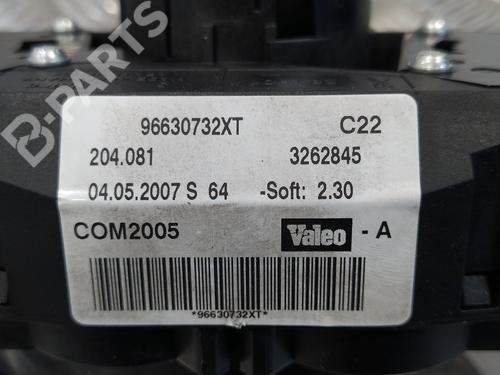 B-PARTS
96630732XT C22
204.081 3262845
04.05.2007 S 64 -Soft: 2.30
COM2005 Valeo - A
*96630732XT*